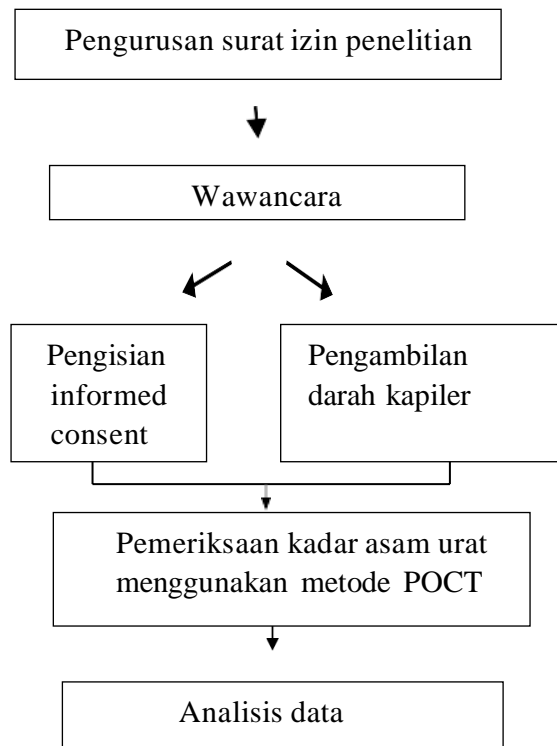 Pengurusan surat izin penelitian
Wawancara
Pengisian
informed
consent
Pengambilan
darah kapiler
Pemeriksaan kadar asam urat
menggunakan metode POCT
Analisis data